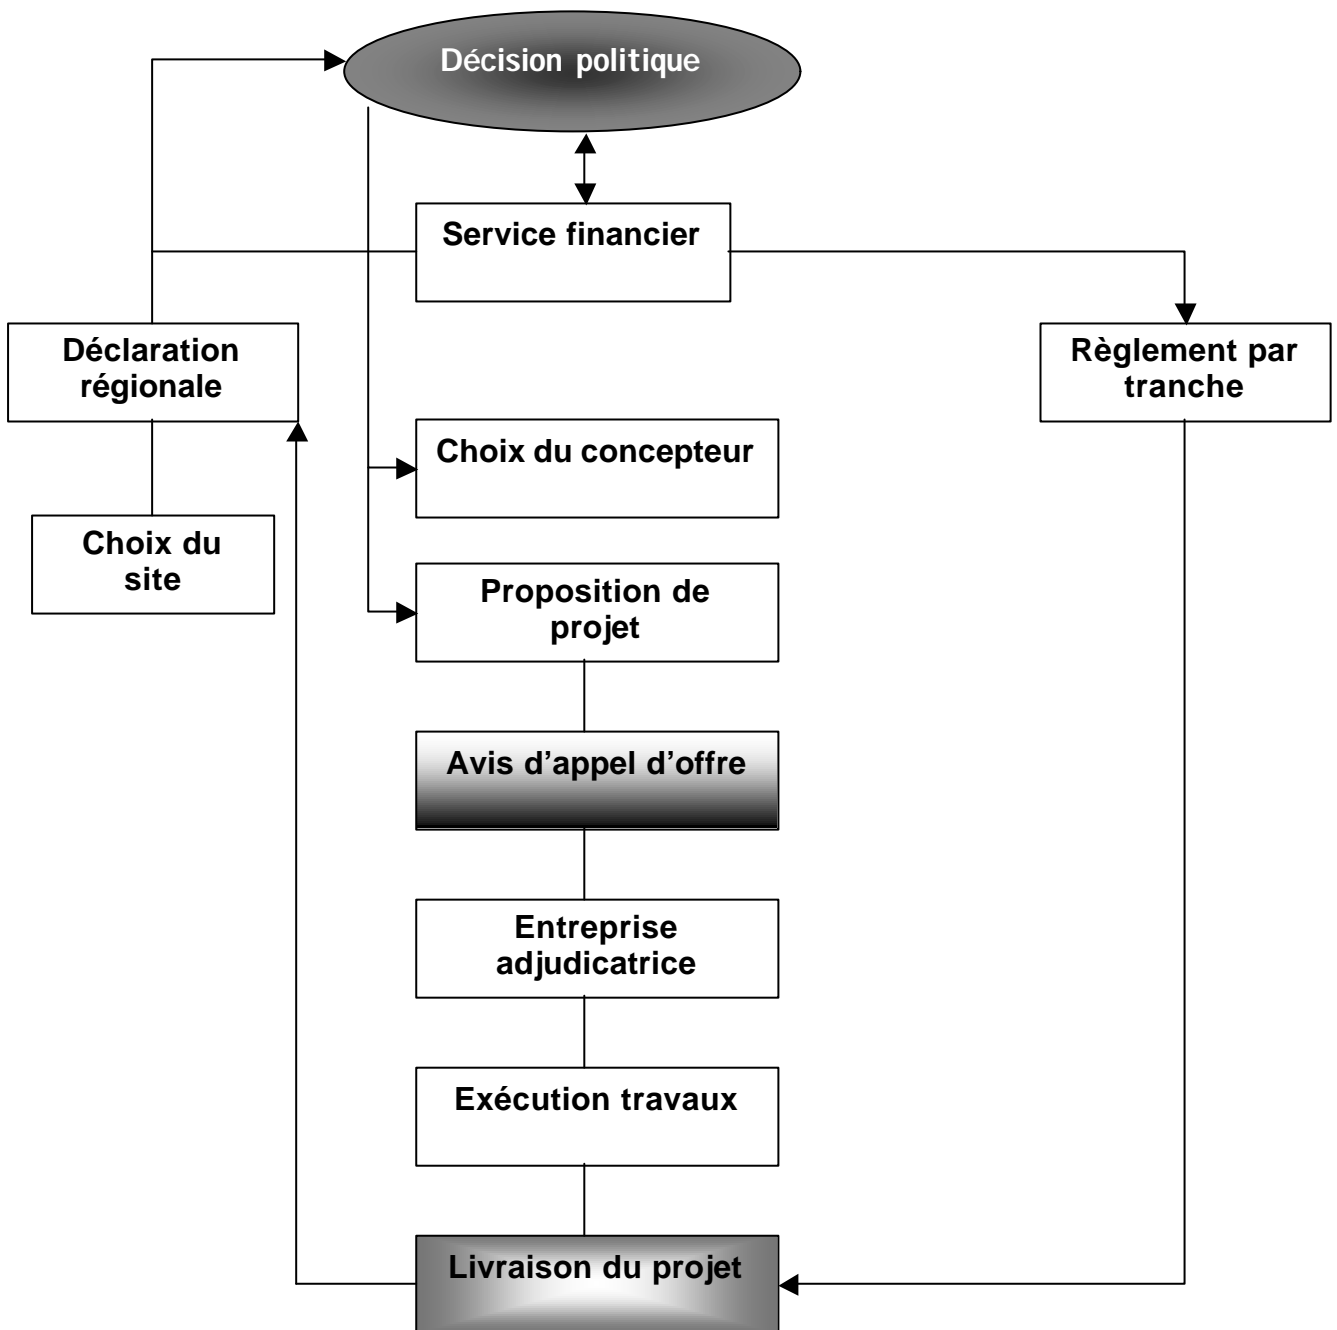 Décision politique
Service financier
Déclaration
régionale
Règlement par
tranche
Choix du concepteur
Choix du
site
Proposition de
projet
Avis d’appel d’offre
Entreprise
adjudicatrice
Exécution travaux
Livraison du projet